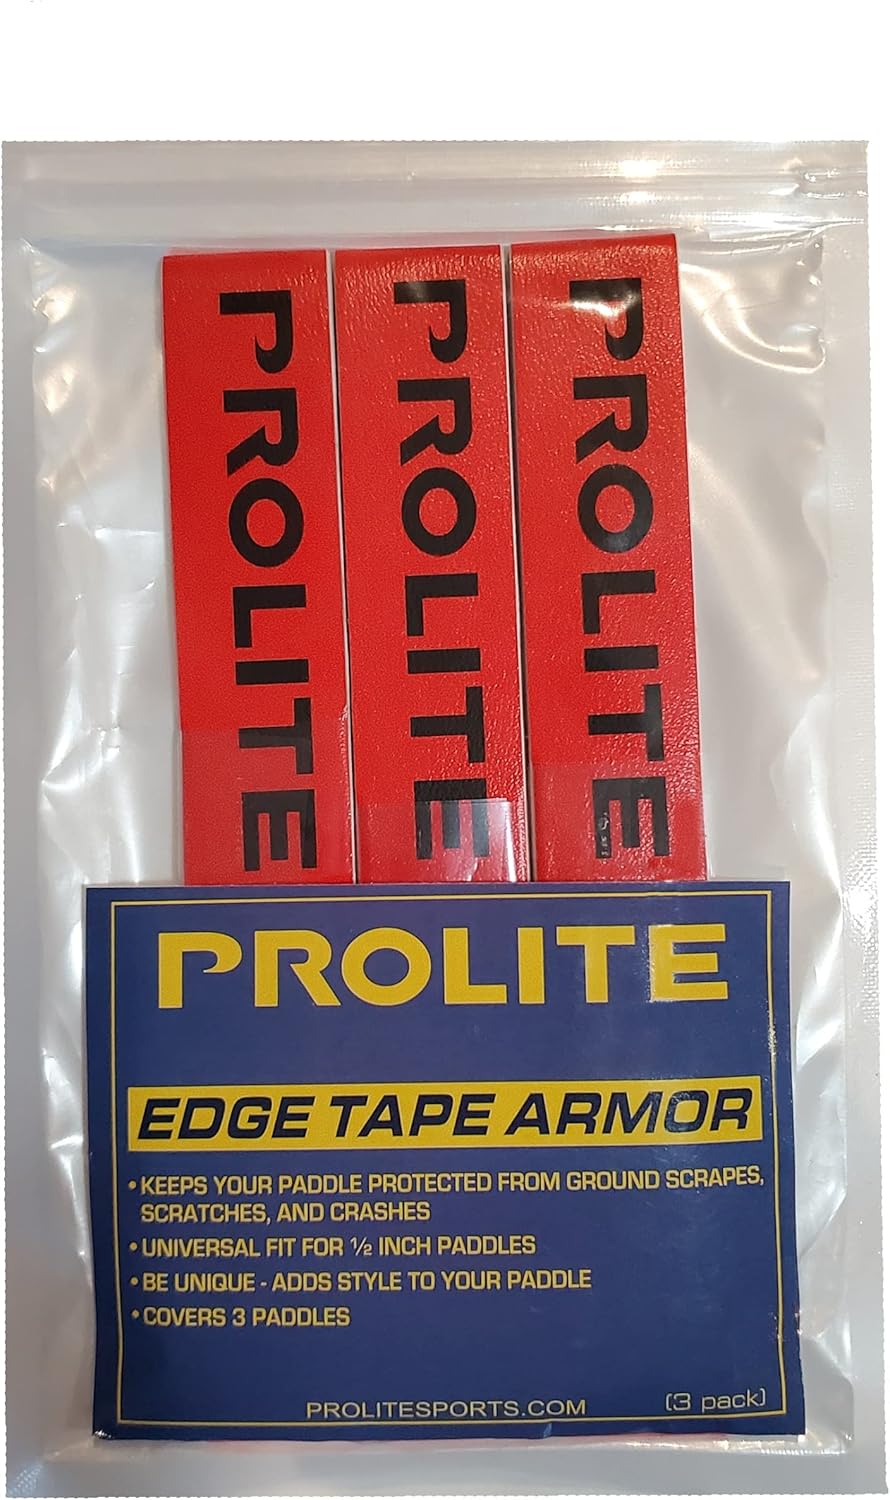 PROLITE
PROLITE
PROLITE
PROLITE
EDGE TAPE ARMOR
•KEEPS YOUR PADDLE PROTECTED FROM GROUND SCRAPES,
SCRATCHES, AND CRASHES
•UNIVERSAL FIT FOR ½ INCH PADDLES
•BE UNIQUE - ADDS STYLE TO YOUR PADDLE
•COVERS 3 PADDLES
PROLITESPORTS.COM
(3 pack)